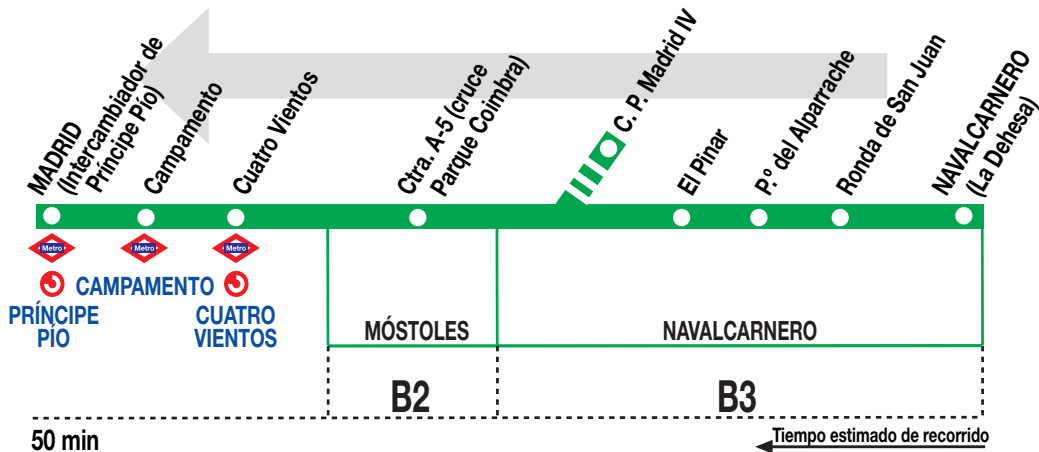 MADRID
(Intercambiador de
Príncipe Pío)
Campamento
Cuatro Vientos
Ctra. A-5 (cruce
Parque Coimbra)
C. P. Madrid IV
El Pinar
P.º del Alparrache
Ronda de San Juan
NAVALCARNERO
(La Dehesa)
Metro
Metro
Metro
PRÍNCIPE
PÍO
CAMPAMENTO
CUATRO
VIENTOS
MÓSTOLES
NAVALCARNERO
B2
B3
50 min
Tiempo estimado de recorrido